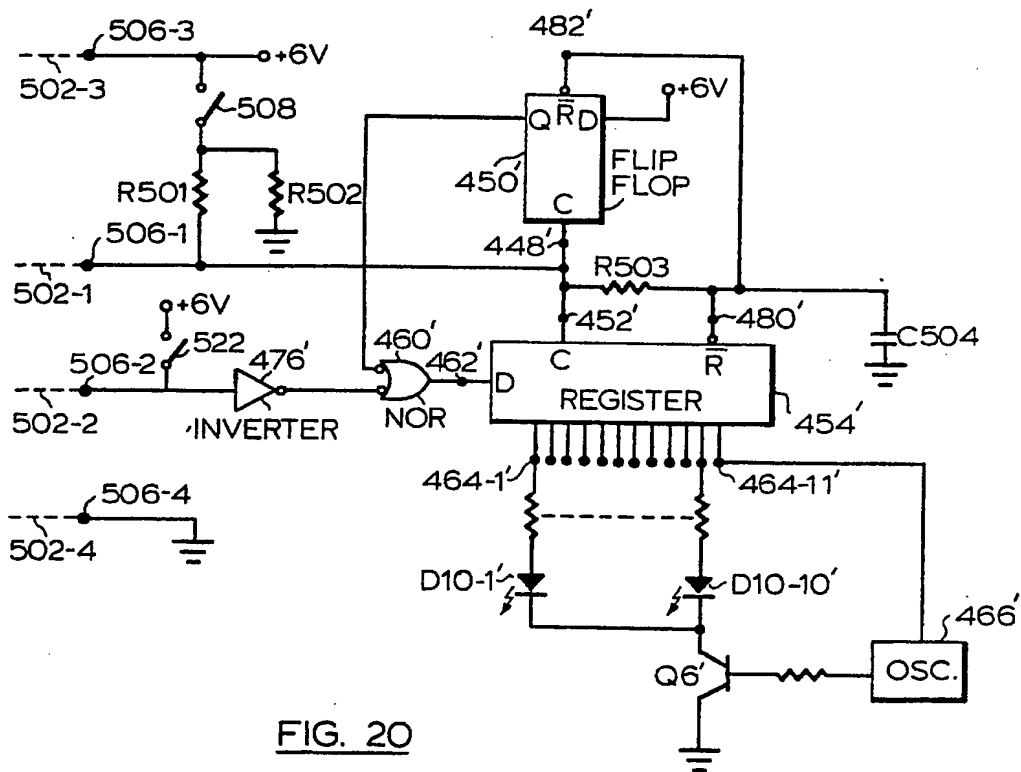 506-3
+6V
502-3
508
R501
R502
506-1
502-1
+6V
522
506-2
476'
502-2
INVERTER
460'
462'
NOR
506-4
502-4
482'
+6V
Q R̅ D
450'
FLIP
FLOP
C
448'
R503
452'
480'
C504
C
R̅
D
REGISTER
454'
464-1'
464-11'
D10-1'
D10-10'
466'
Q6'
OSC.
FIG. 20